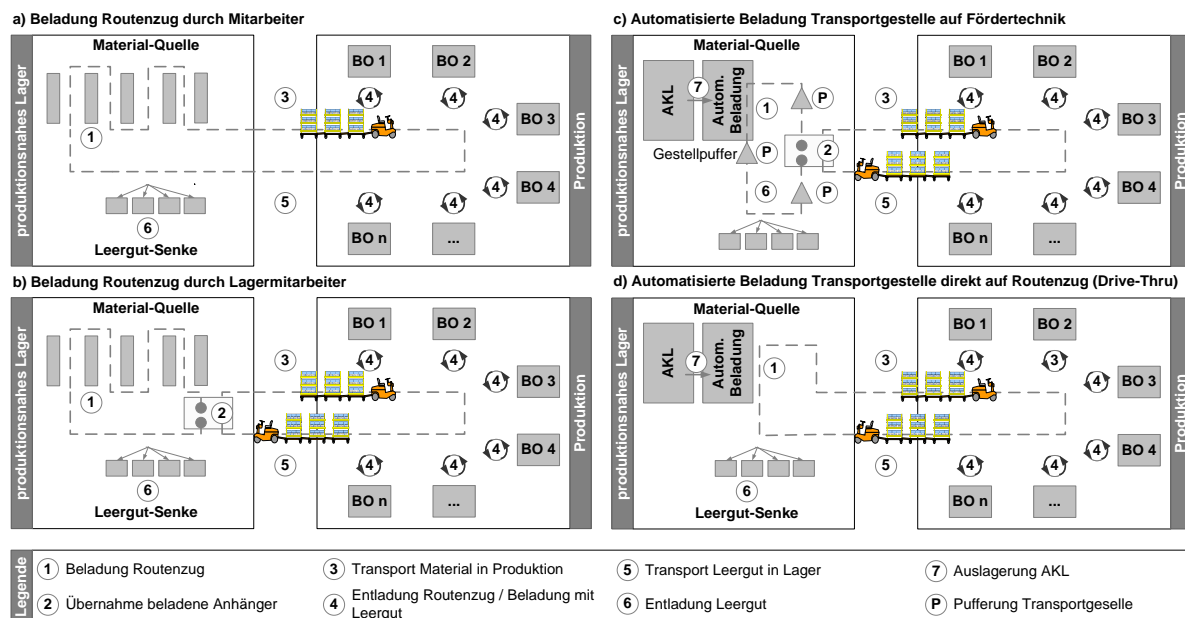 a) Beladung Routenzug durch Mitarbeiter
produktionsnahes Lager
Material-Quelle
1
3
6
Leergut-Senke
5
BO 1
BO 2
4
4
4
BO 3
4
BO 4
4
4
BO n
...
Produktion
c) Automatisierte Beladung Transportgestelle auf Fördertechnik
produktionsnahes Lager
Material-Quelle
AKL
7
Autom.
Beladung
1
P
Gestellpuffer
P
2
6
P
3
5
Leergut-Senke
BO 1
BO 2
4
4
4
BO 3
4
BO 4
4
4
BO n
...
Produktion
b) Beladung Routenzug durch Lagermitarbeiter
produktionsnahes Lager
Material-Quelle
1
2
3
5
6
Leergut-Senke
BO 1
BO 2
4
4
4
BO 3
4
BO 4
4
4
BO n
...
Produktion
d) Automatisierte Beladung Transportgestelle direkt auf Routenzug (Drive-Thru)
produktionsnahes Lager
Material-Quelle
AKL
7
Autom.
Beladung
1
3
5
6
Leergut-Senke
BO 1
BO 2
4
3
4
BO 3
4
BO 4
4
4
BO n
...
Produktion
Legende
1 Beladung Routenzug
2 Übernahme beladene Anhänger
3 Transport Material in Produktion
4 Entladung Routenzug / Beladung mit
Leergut
5 Transport Leergut in Lager
6 Entladung Leergut
7 Auslagerung AKL
P Pufferung Transportgeselle